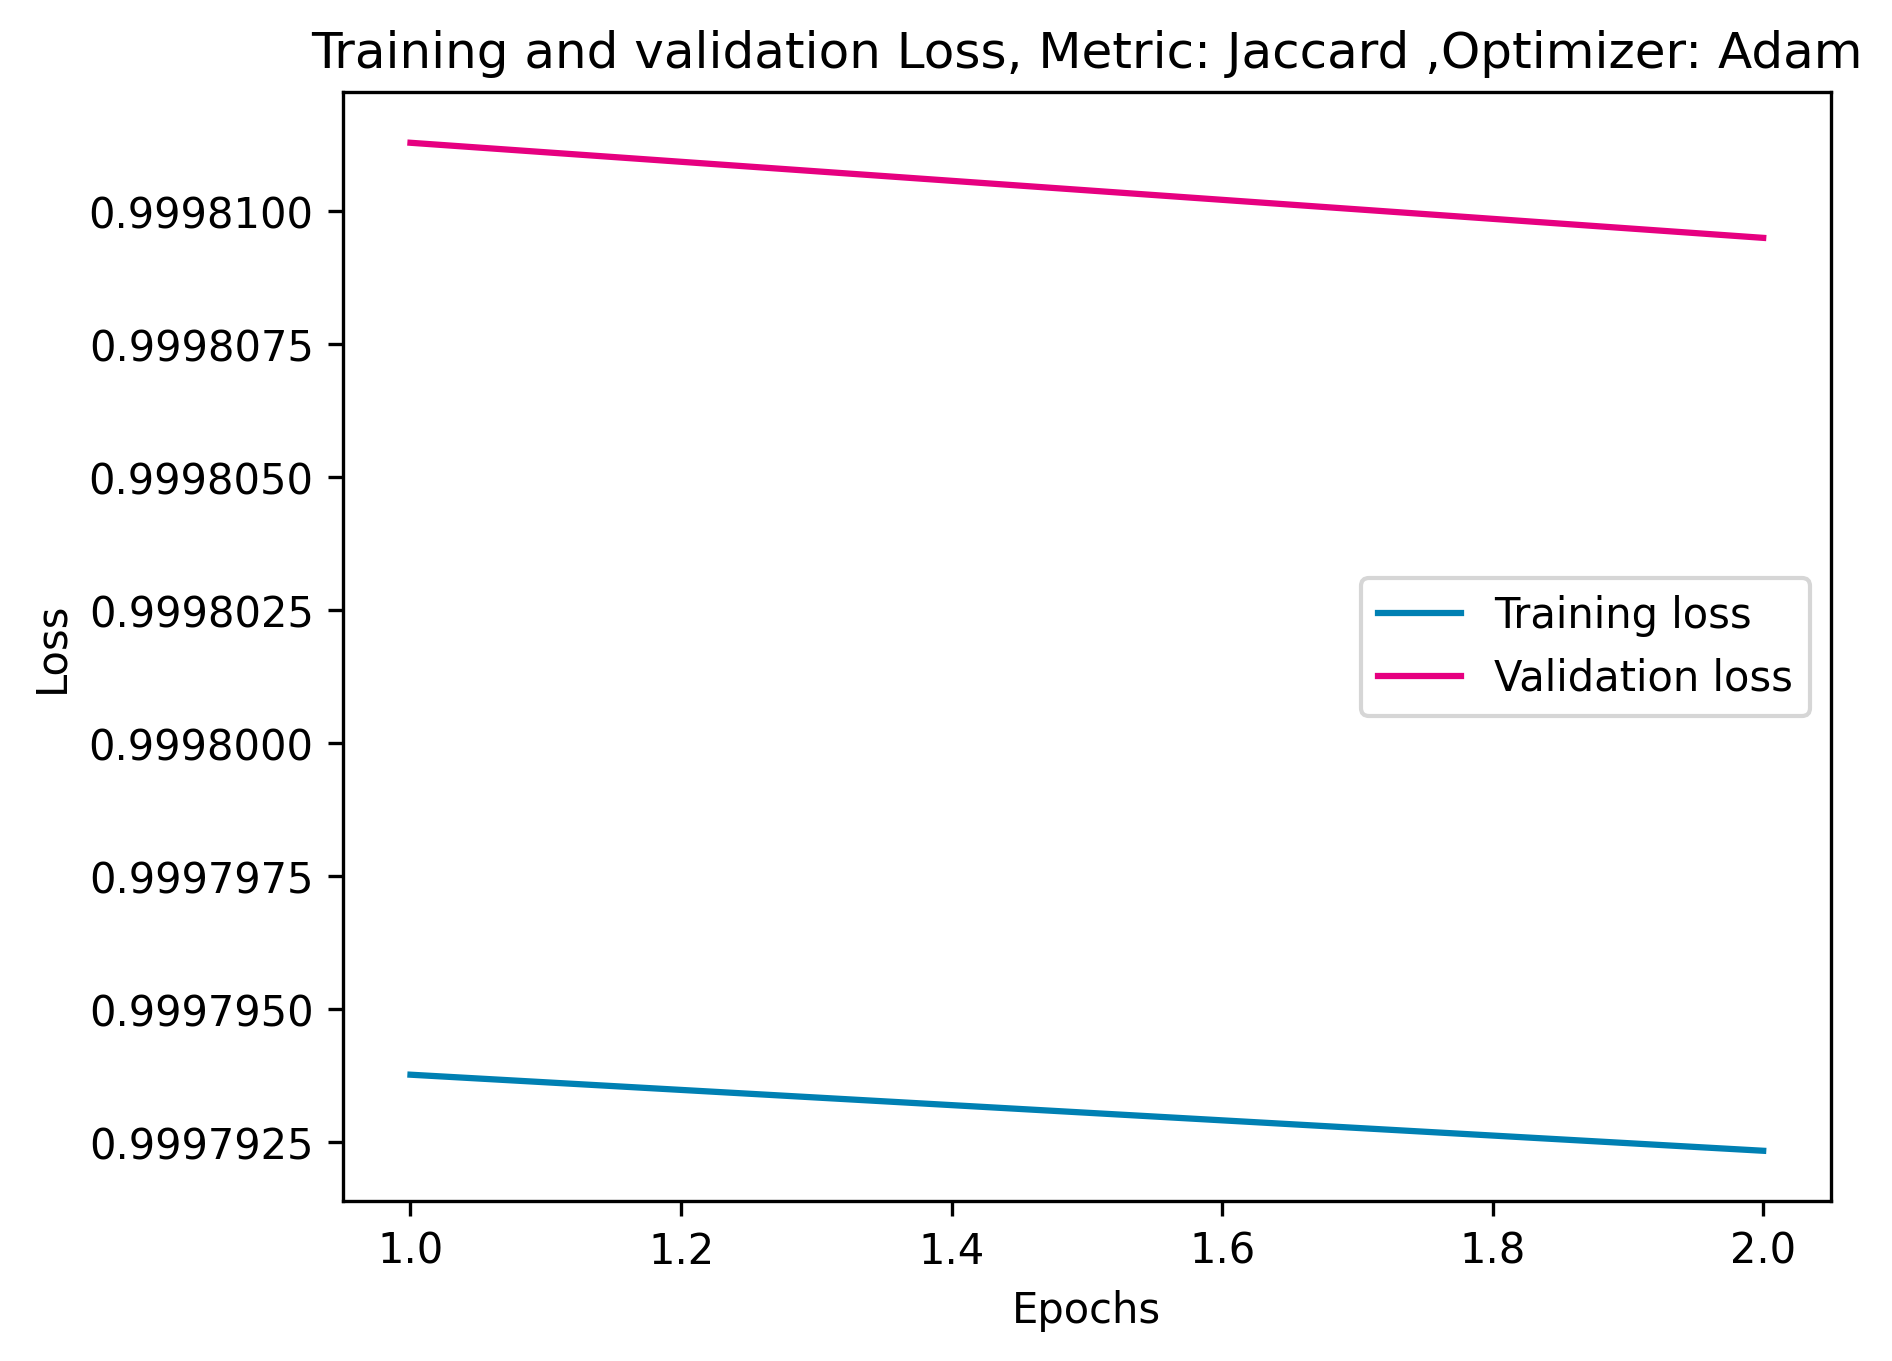 Training and validation Loss, Metric: Jaccard ,Optimizer: Adam
0.9998100
0.9998075
0.9998050
0.9998025
0.9998000
0.9997975
0.9997950
0.9997925
Loss
Training loss
Validation loss
1.0 1.2 1.4 1.6 1.8 2.0
Epochs